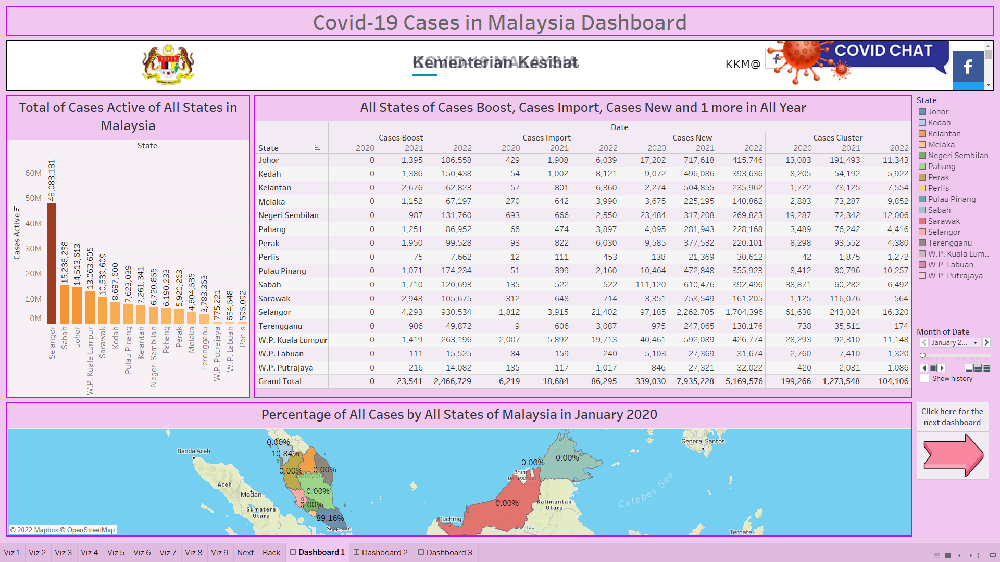 Covid-19 Cases in Malaysia Dashboard
Kementerian Kesihat
COVID-19 MALAYSIA
KKM@
COVID CHAT
Total of Cases Active of All States in
Malaysia
State
Cases Active
60M
50M
40M
30M
20M
10M
0M
48,083,181
15,236,238
14,513,613
13,063,605
10,539,609
8,697,600
7,623,039
7,261,341
6,720,855
6,190,233
5,920,263
4,604,535
3,783,363
775,221
634,548
595,092
Selangor
Sabah
Johor
W.P. Kuala Lumpur
Sarawak
Kedah
Pulau Pinang
Kelantan
Negeri Sembilan
Pahang
Perak
Melaka
Terengganu
W.P. Putrajaya
W.P. Labuan
Perlis
All States of Cases Boost, Cases Import, Cases New and 1 more in All Year
Date
Cases Boost Cases Import Cases New Cases Cluster
State 2020 2021 2022 2020 2021 2022 2020 2021 2022 2020 2021 2022
Johor 0 1,395 186,558 429 1,908 6,039 17,202 717,618 415,746 13,083 191,493 11,343
Kedah 0 1,386 150,438 54 1,002 8,121 9,072 496,086 393,636 8,205 54,192 5,922
Kelantan 0 2,676 62,823 57 801 6,360 2,274 504,855 235,962 1,722 73,125 7,554
Melaka 0 1,152 67,197 270 642 3,990 3,675 225,195 140,862 2,883 73,287 9,852
Negeri Sembilan 0 987 131,760 693 666 2,550 23,484 317,208 269,823 19,287 72,342 12,006
Pahang 0 1,251 86,952 66 474 3,897 4,095 281,943 228,168 3,489 76,242 4,416
Perak 0 1,950 99,528 93 822 6,030 9,585 377,532 220,101 8,298 93,552 4,380
Perlis 0 75 7,662 12 111 453 138 21,369 30,612 42 1,875 1,272
Pulau Pinang 0 1,071 174,234 51 399 2,160 10,464 472,848 355,923 8,412 80,796 10,257
Sabah 0 1,710 120,693 135 522 522 111,120 610,476 392,496 38,871 60,282 6,492
Sarawak 0 2,943 105,675 312 648 714 3,351 753,549 161,205 1,125 116,076 564
Selangor 0 4,293 930,534 1,812 3,915 21,402 97,185 2,262,705 1,704,396 61,638 243,024 16,320
Terengganu 0 906 49,872 9 606 3,087 975 247,065 130,176 738 35,511 174
W.P. Kuala Lumpur 0 1,419 263,196 2,007 5,892 19,713 40,461 592,089 426,774 28,293 92,310 11,148
W.P. Labuan 0 111 15,525 84 159 240 5,103 27,369 31,674 2,760 7,410 1,320
W.P. Putrajaya 0 216 14,082 135 117 1,017 846 27,321 32,022 420 2,031 1,086
Grand Total 0 23,541 2,466,729 6,219 18,684 86,295 339,030 7,935,228 5,169,576 199,266 1,273,548 104,106
State
Johor
Kedah
Kelantan
Melaka
Negeri Sembilan
Pahang
Perak
Perlis
Pulau Pinang
Sabah
Sarawak
Selangor
Terengganu
W.P. Kuala Lum..
W.P. Labuan
W.P. Putrajaya
Month of Date
January 2...
Show history
Click here for the
next dashboard
Percentage of All Cases by All States of Malaysia in January 2020
Banda Aceh
Aceh
Medan
Sumatera
Utara
0.00%
10.84%
0.00%
0.00%
Malaysia
0.00%
0.00%
89.16%
Singapore
Kuching
0.00%
0.00%
0.00%
Brunei
Darussalam
Kalimantan
Utara
Borneo
Celebes Sea
General Santos
Ternate
© 2022 Mapbox © OpenStreetMap
Viz 1 Viz 2 Viz 3 Viz 4 Viz 5 Viz 6 Viz 7 Viz 8 Viz 9 Next Back Dashboard 1 Dashboard 2 Dashboard 3